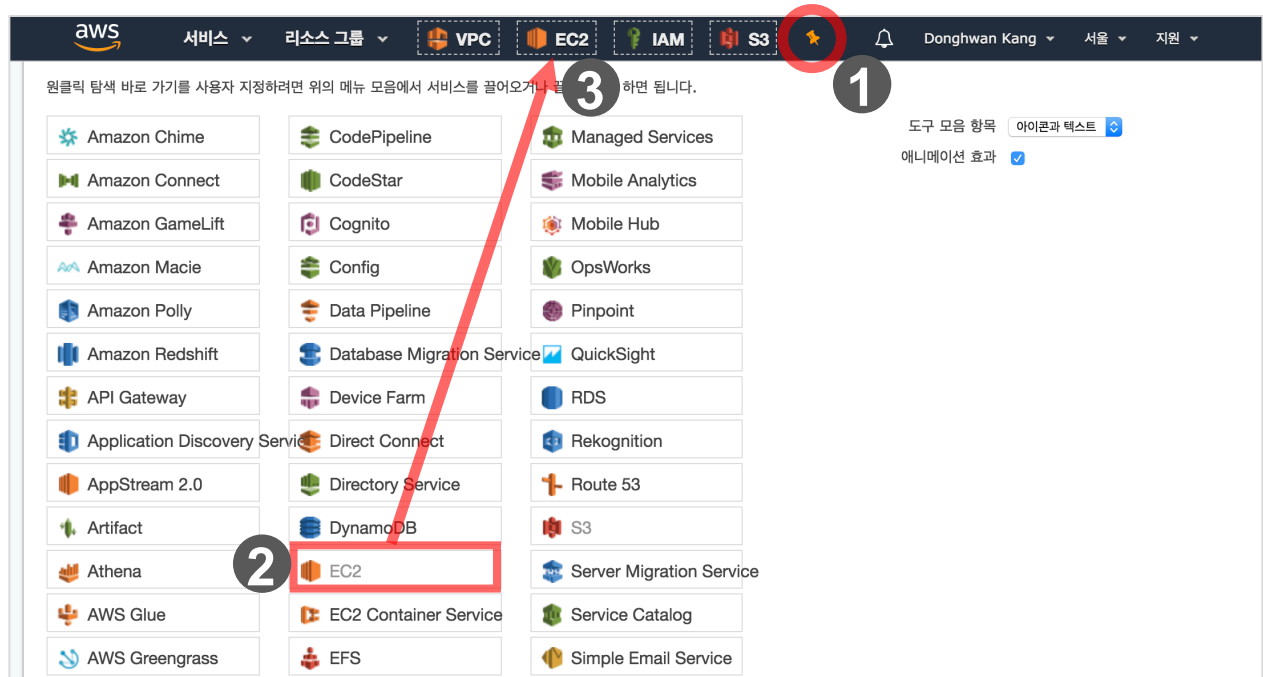 aws 서비스 리소스 그룹 VPC EC2 IAM S3 Donghwan Kang 서울 지원
1
원클릭 탐색 바로 가기를 사용자 지정하려면 위의 메뉴 모음에서 서비스를 끌어오거나 하면 됩니다.
3
도구 모음 항목 아이콘과 텍스트
애니메이션 효과
Amazon Chime CodePipeline Managed Services
Amazon Connect CodeStar Mobile Analytics
Amazon GameLift Cognito Mobile Hub
Amazon Macie Config OpsWorks
Amazon Polly Data Pipeline Pinpoint
Amazon Redshift Database Migration Service QuickSight
API Gateway Device Farm RDS
Application Discovery Direct Connect Rekognition
AppStream 2.0 Directory Service Route 53
Artifact DynamoDB S3
2
Athena EC2 Server Migration Service
AWS Glue EC2 Container Service Service Catalog
AWS Greengrass EFS Simple Email Service